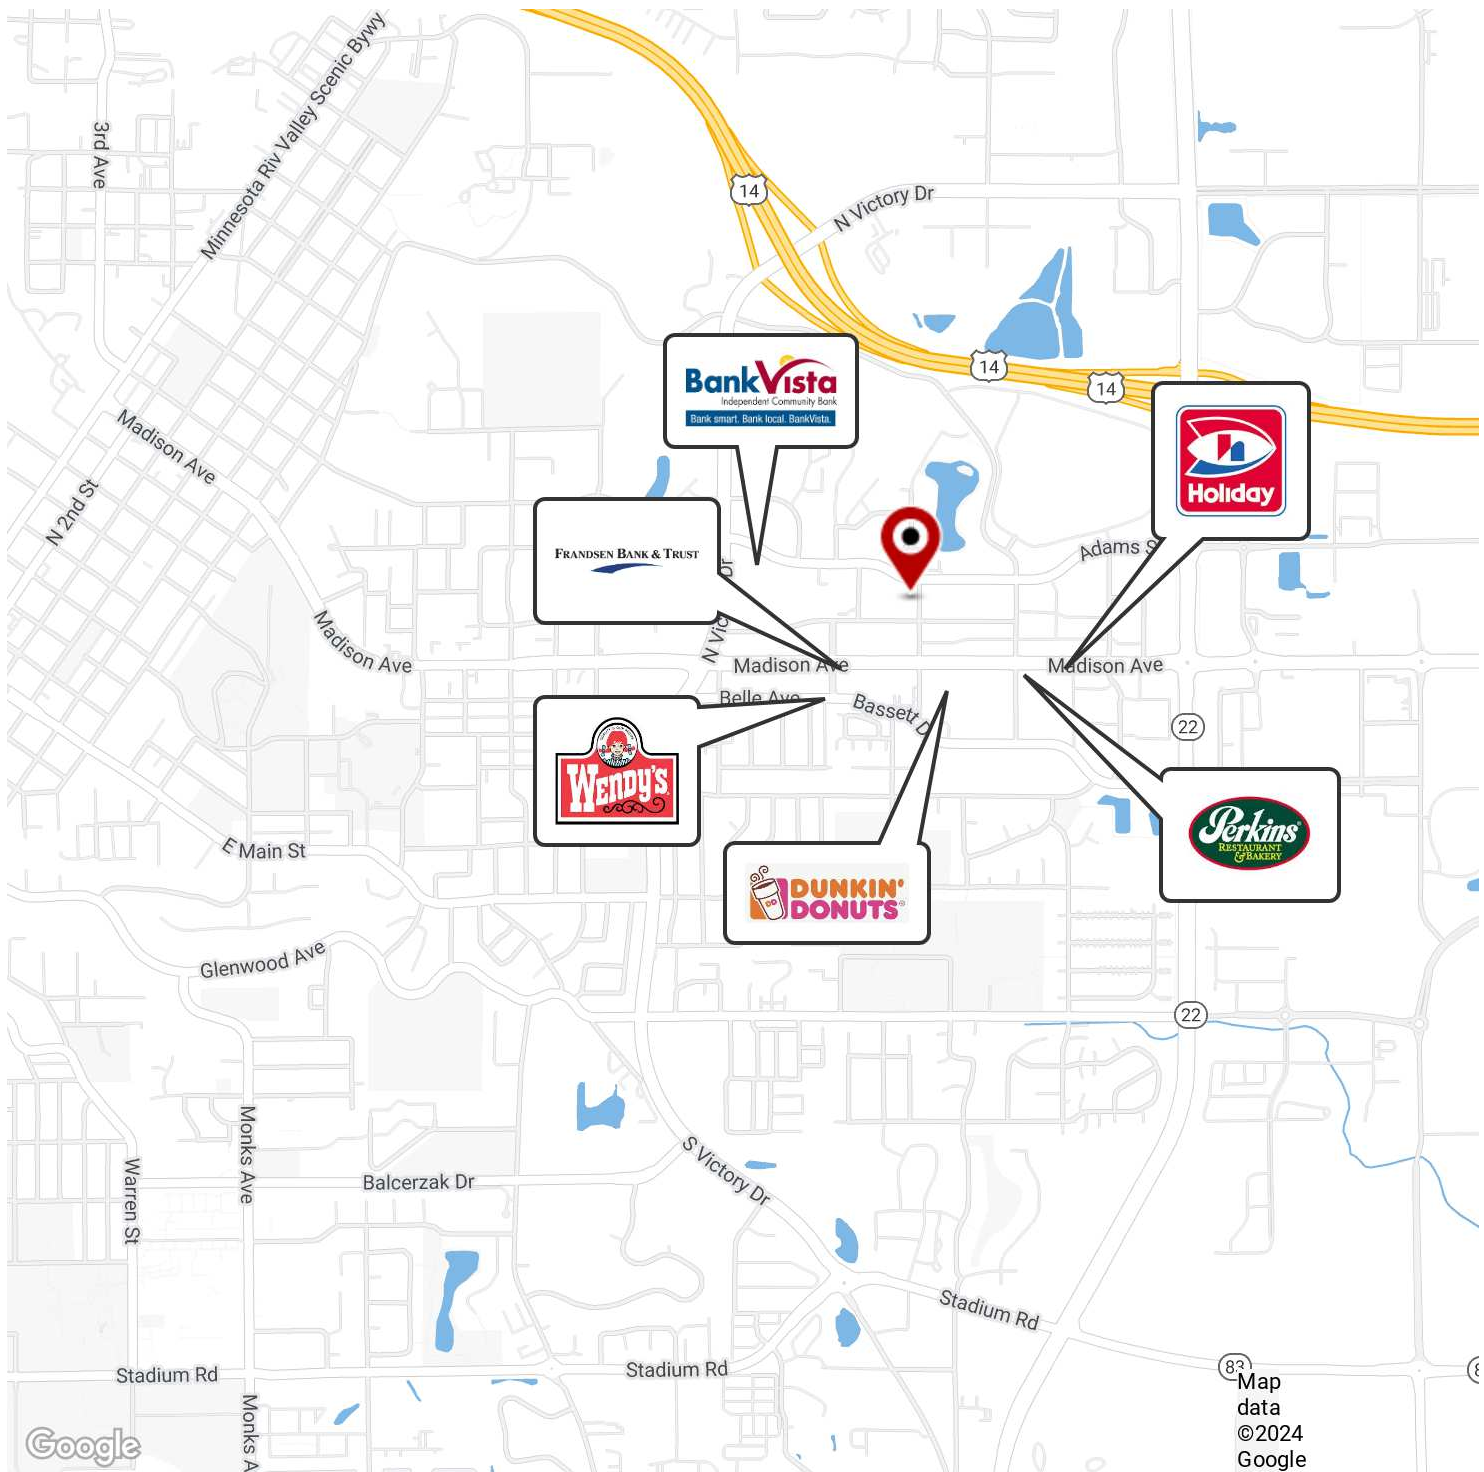 Minnesota Riv Valley Scenic Bywy
3rd Ave
14
N Victory Dr
14
14
BankVista
Independent Community Bank
Bank smart. Bank local. BankVista.
Holiday
Madison Ave
N 2nd St
FRANDSEN BANK & TRUST
Adams S
Dr
N Vic
Madison Ave
Madison Ave
Madison Ave
Belle Ave
Bassett D
22
WENDY'S
Perkins
RESTAURANT
& BAKERY
E Main St
DUNKIN'
DONUTS
DD
Glenwood Ave
22
Monks Ave
Warren St
Balcerzak Dr
S Victory Dr
Stadium Rd
Stadium Rd
Stadium Rd
83
8
Monks A
Map
data
©2024
Google
Google